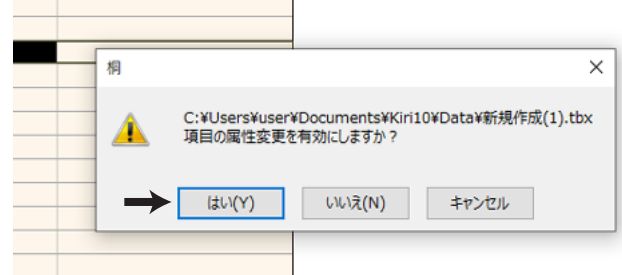 桐
C:¥Users¥user¥Documents¥Kiri10¥Data¥新規作成(1).tbx
項目の属性変更を有効にしますか？
はい(Y)
いいえ(N)
キャンセル